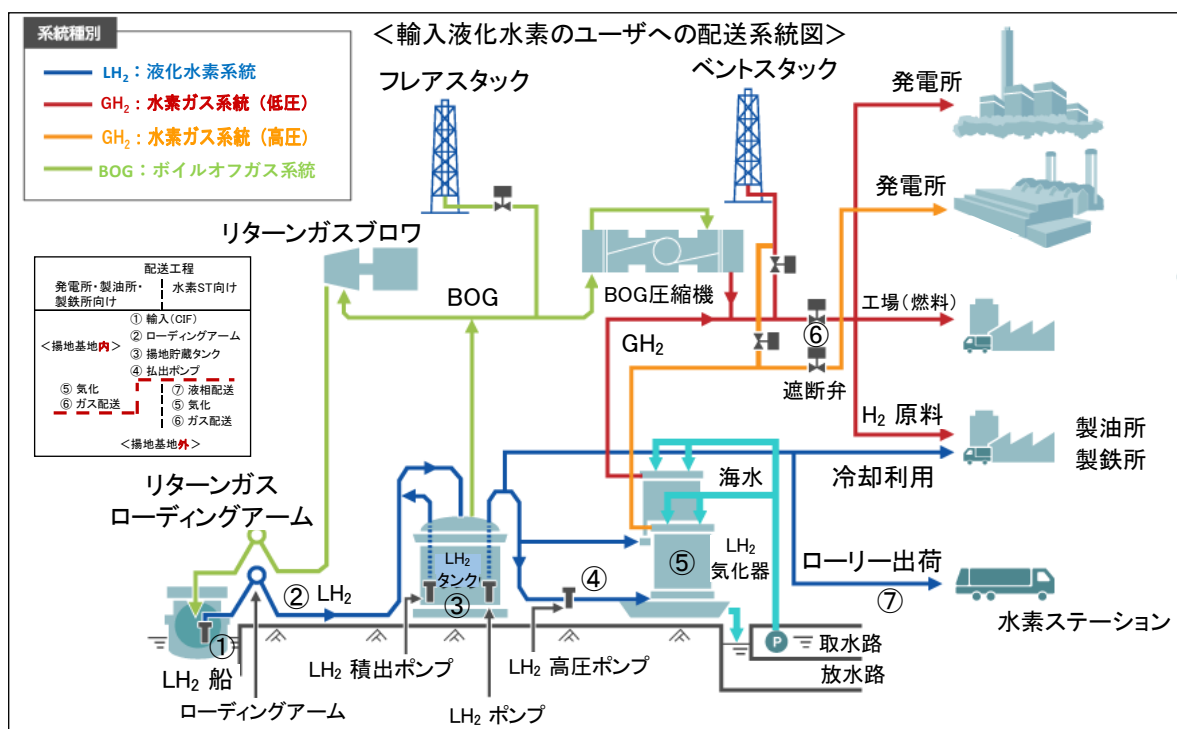 系統種別
LH₂：液化水素系統
GH₂：水素ガス系統（低圧）
GH₂：水素ガス系統（高圧）
BOG：ボイルオフガス系統
＜輸入液化水素のユーザへの配送系統図＞
フレアスタック
ベントスタック
発電所
発電所
リターンガスブロワ
BOG
BOG圧縮機
GH₂
⑥
遮断弁
工場（燃料）
H₂ 原料
製油所
製鉄所
冷却利用
配送工程
発電所・製油所・
製鉄所向け
水素ST向け
① 輸入（CIF）
② ローディングアーム
③ 揚地貯蔵タンク
④ 払出ポンプ
＜揚地基地内＞
⑤ 気化
⑥ ガス配送
⑦ 液相配送
⑤ 気化
⑥ ガス配送
＜揚地基地外＞
リターンガス
ローディングアーム
海水
LH₂
タンク
③
② LH₂
④
⑤
LH₂
気化器
ローリー出荷
⑦
水素ステーション
①
LH₂ 船
ローディングアーム
LH₂ 積出ポンプ
LH₂ ポンプ
LH₂ 高圧ポンプ
P
取水路
放水路